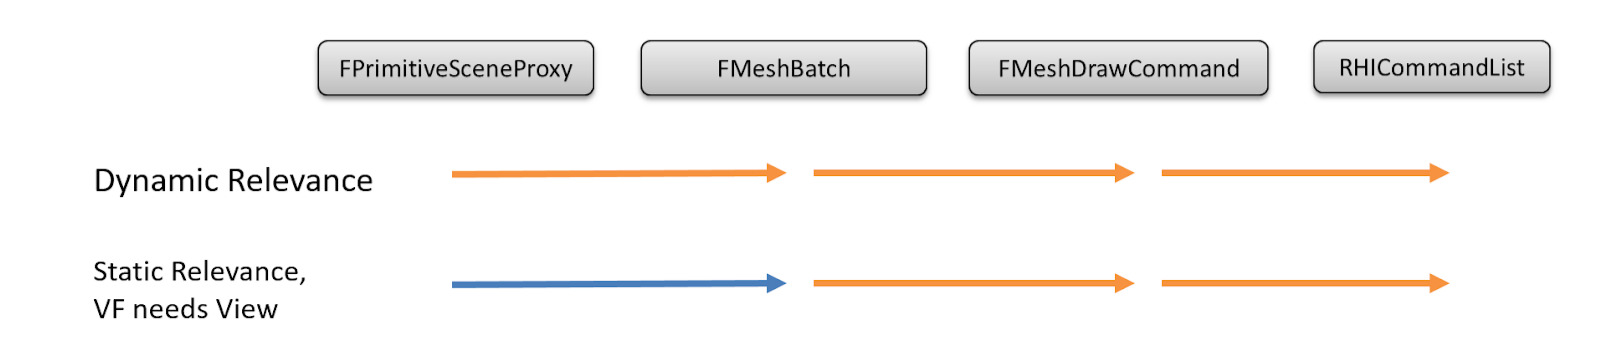 FPrimitiveSceneProxy
FMeshBatch
FMeshDrawCommand
RHICommandList
Dynamic Relevance
Static Relevance,
VF needs View